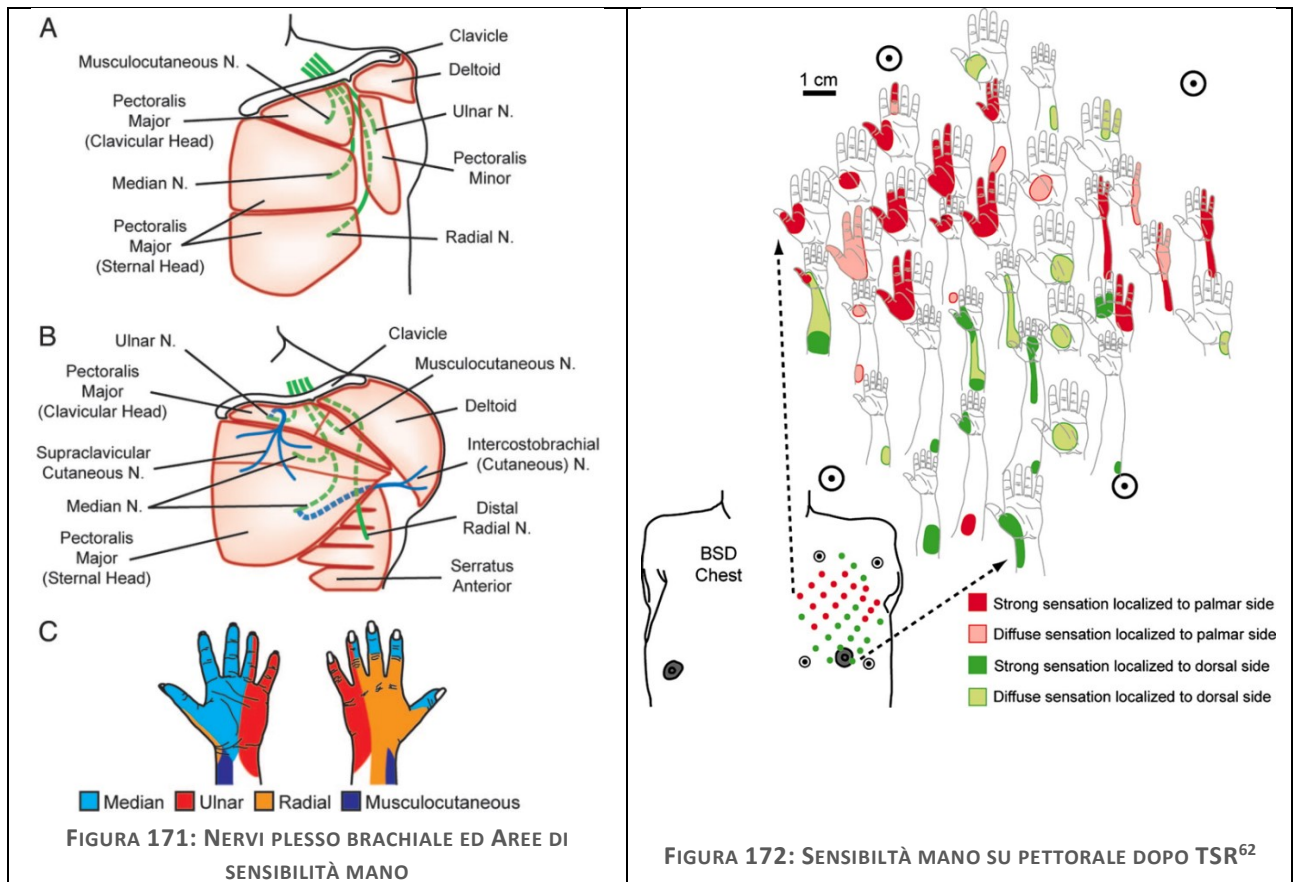 A
Clavicle
Musculocutaneous N.
Deltoid
Pectoralis
Major
(Clavicular Head)
Ulnar N.
Median N.
Pectoralis
Minor
Pectoralis
Major
(Sternal Head)
Radial N.
B
Ulnar N.
Clavicle
Pectoralis
Major
(Clavicular Head)
Musculocutaneous N.
Deltoid
Supraclavicular
Cutaneous N.
Intercostobrachial
(Cutaneous) N.
Median N.
Distal
Radial N.
Pectoralis
Major
(Sternal Head)
Serratus
Anterior
C
Median
Ulnar
Radial
Musculocutaneous
FIGURA 171: NERVI PLESSO BRACHIALE ED AREE DI
SENSIBILITÀ MANO
1 cm
BSD
Chest
Strong sensation localized to palmar side
Diffuse sensation localized to palmar side
Strong sensation localized to dorsal side
Diffuse sensation localized to dorsal side
FIGURA 172: SENSIBILTÀ MANO SU PETTORALE DOPO TSR62